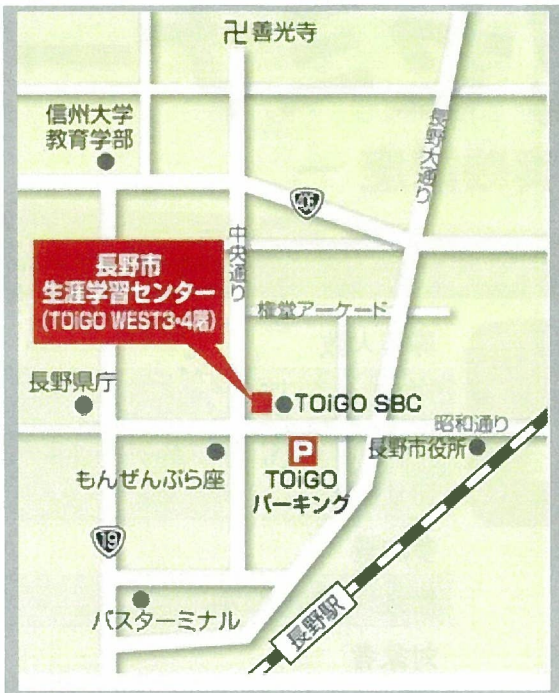 卍善光寺
信州大学
教育学部
長野大通り
406
中央通り
長野市
生涯学習センター
(TOiGO WEST3・4階)
権堂アーケード
長野県庁
TOiGO SBC
昭和通り
長野市役所
もんぜんぷら座
P
TOiGO
パーキング
19
バスターミナル
長野駅